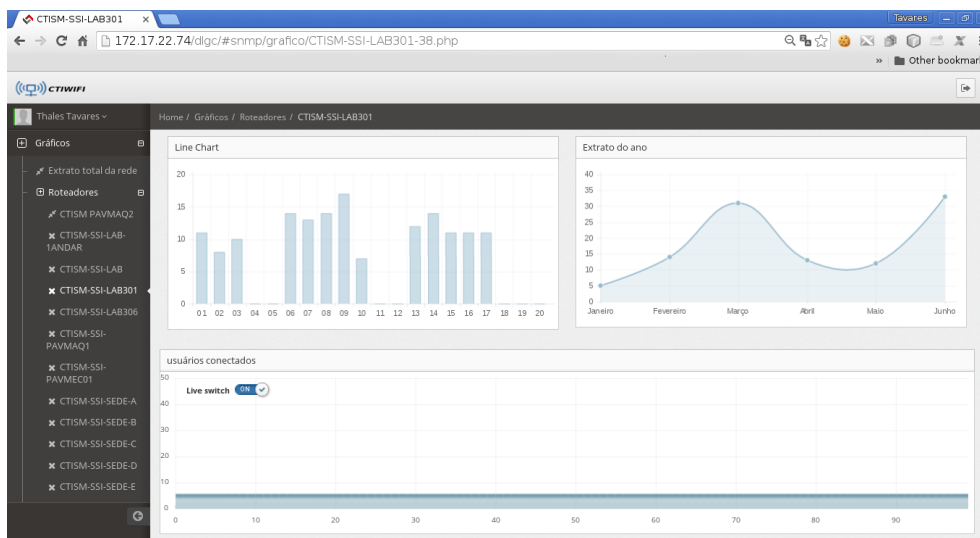 CTISM-SSI-LAB301
Tavares
172.17.22.74/dlgc/#snmp/grafico/CTISM-SSI-LAB301-38.php
» Other bookmar
CTIWIFI
Thales Tavares
Home / Gráficos / Roteadores / CTISM-SSI-LAB301
Gráficos
Extrato total da rede
Roteadores
CTISM PAVMAQ2
CTISM-SSI-LAB-
1ANDAR
CTISM-SSI-LAB
CTISM-SSI-LAB301
CTISM-SSI-LAB306
CTISM-SSI-
PAVMAQ1
CTISM-SSI-
PAVMEC01
CTISM-SSI-SEDE-A
CTISM-SSI-SEDE-B
CTISM-SSI-SEDE-C
CTISM-SSI-SEDE-D
CTISM-SSI-SEDE-E
Line Chart
20
15
10
5
0
01 02 03 04 05 06 07 08 09 10 11 12 13 14 15 16 17 18 19 20
Extrato do ano
40
35
30
25
20
15
10
5
0
Janeiro Fevereiro Março Abril Maio Junho
usuários conectados
Live switch ON
50
40
30
20
10
0
0 10 20 30 40 50 60 70 80 90